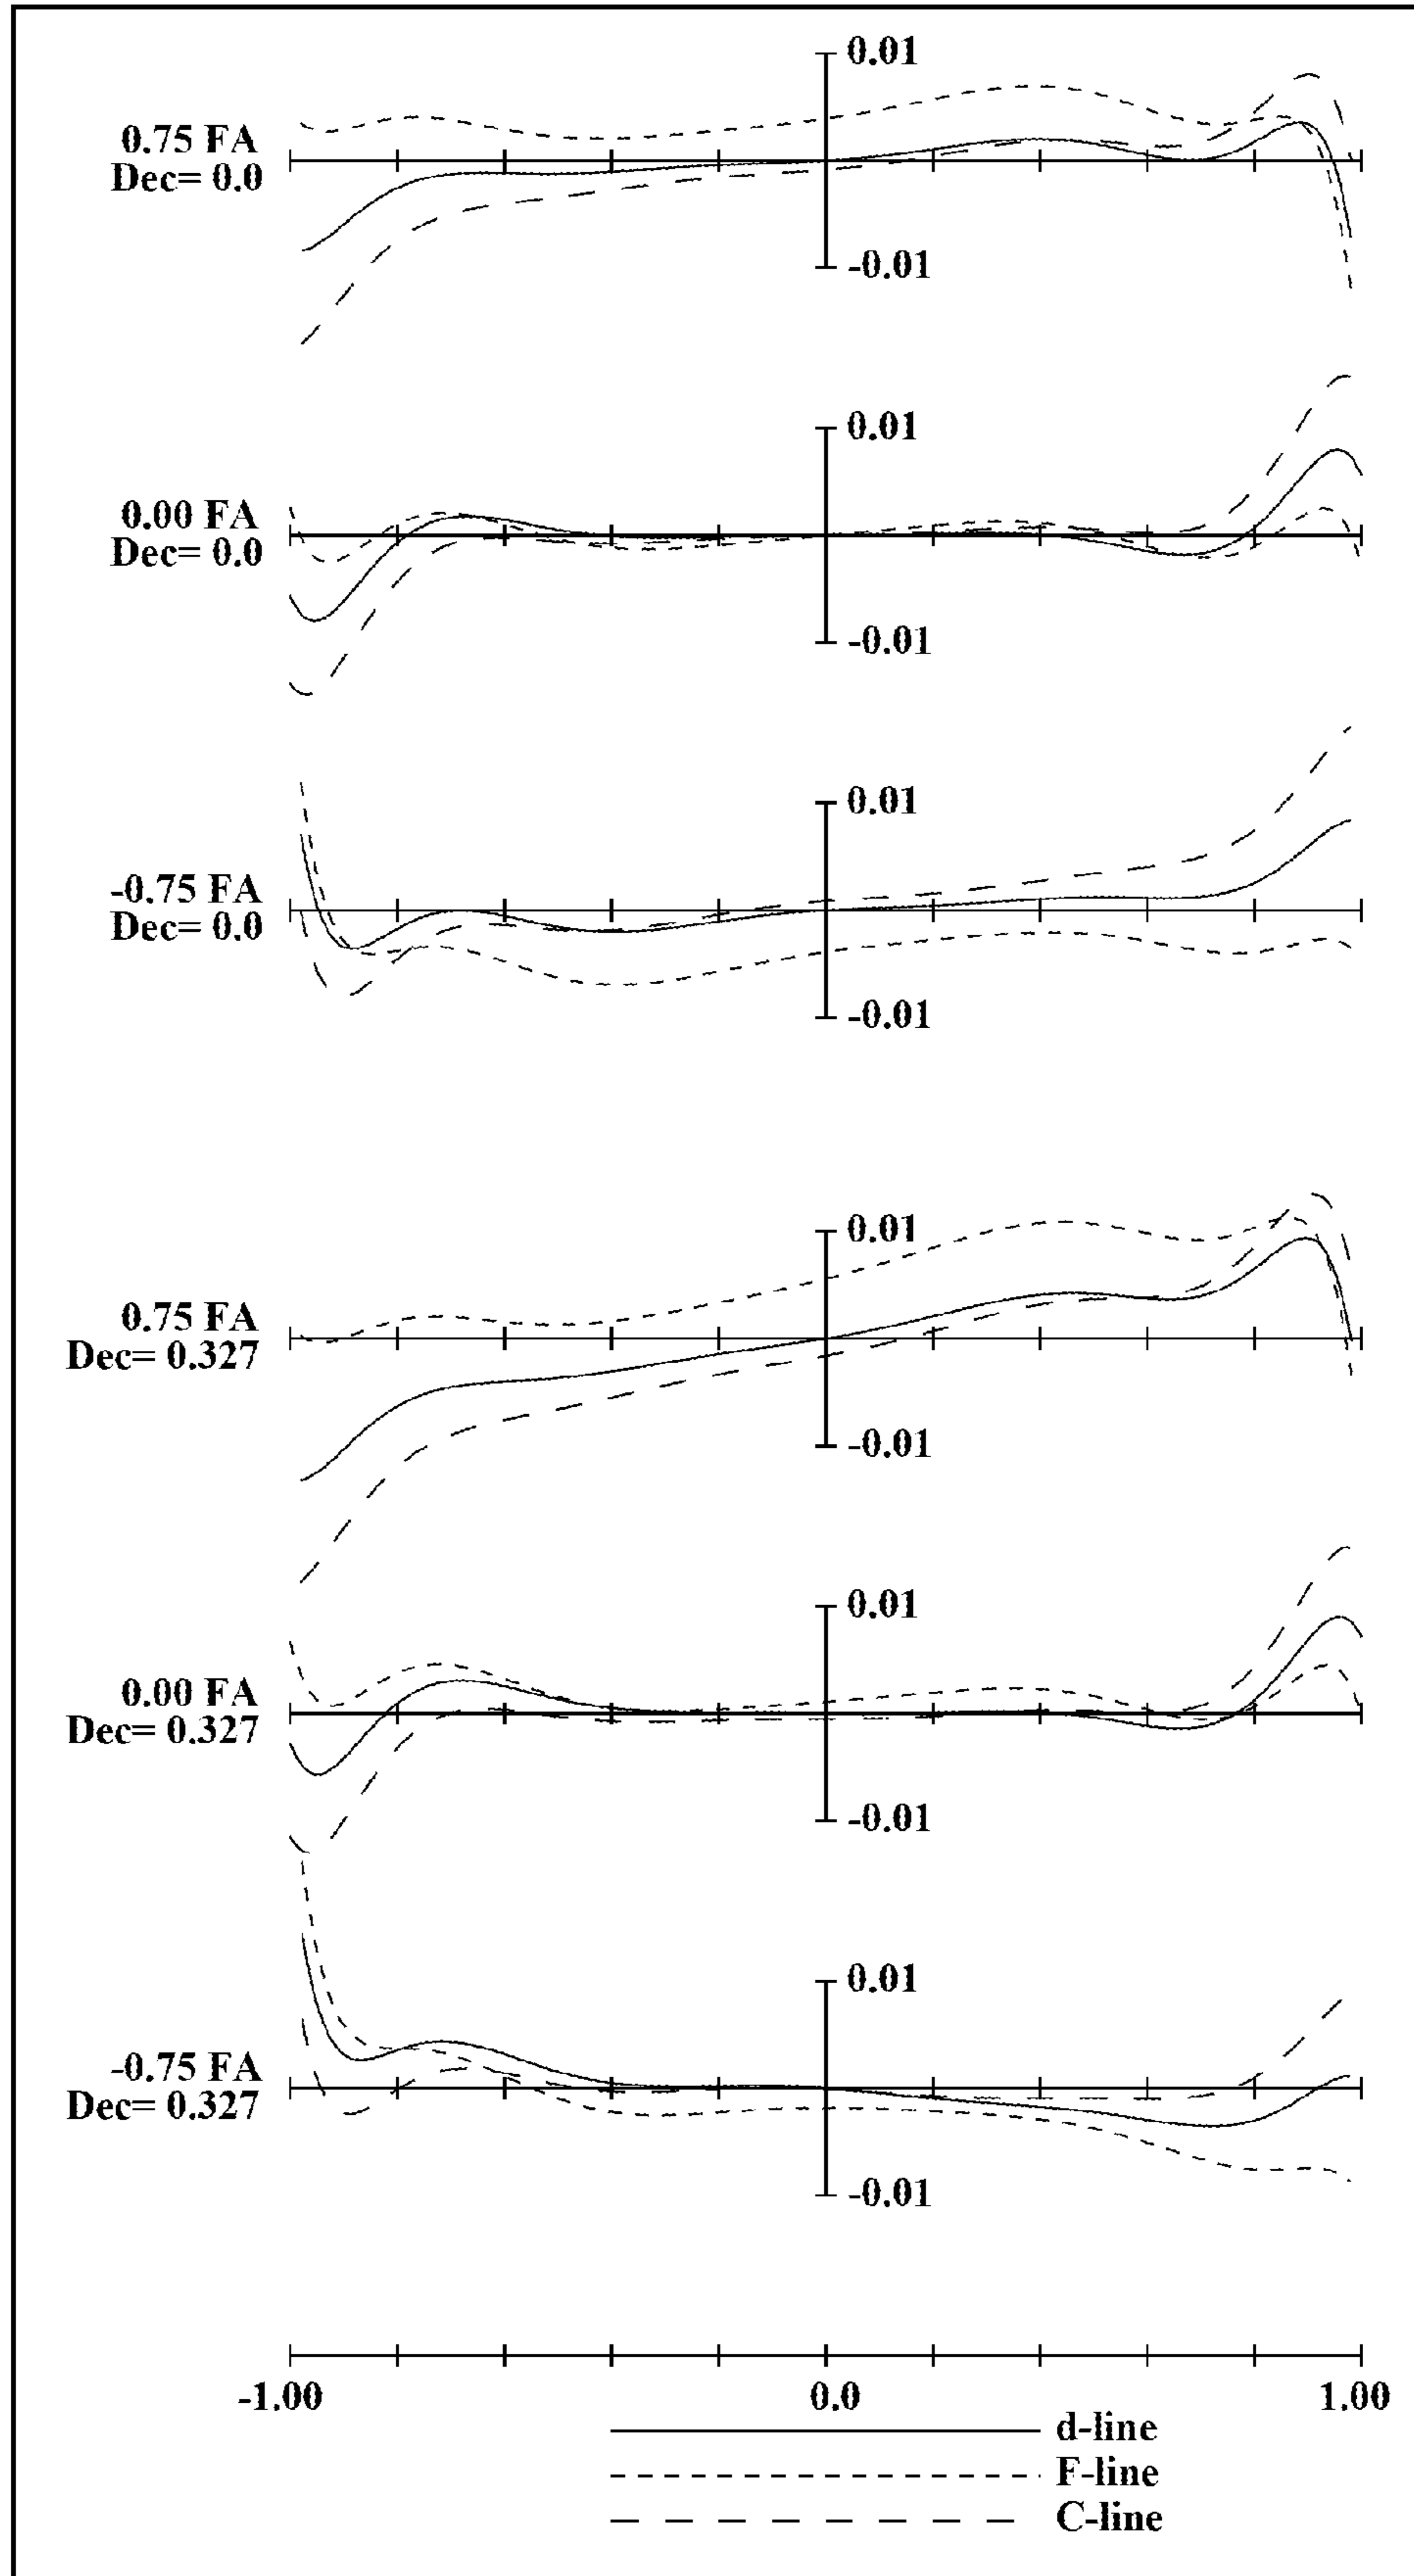 0.01
0.75 FA
Dec= 0.0
-0.01
0.01
0.00 FA
Dec= 0.0
-0.01
0.01
-0.75 FA
Dec= 0.0
-0.01
0.01
0.75 FA
Dec= 0.327
-0.01
0.01
0.00 FA
Dec= 0.327
-0.01
0.01
-0.75 FA
Dec= 0.327
-0.01
-1.00 0.0 1.00
d-line
F-line
C-line